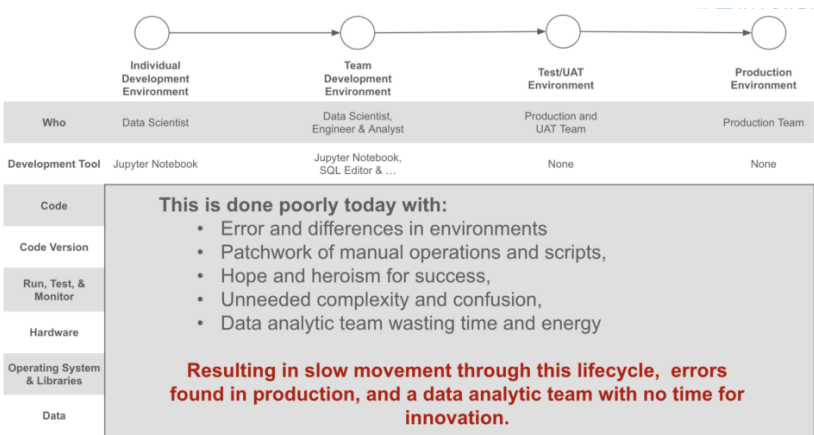 Individual
Development
Environment
Team
Development
Environment
Test/UAT
Environment
Production
Environment
Who
Data Scientist
Data Scientist,
Engineer & Analyst
Production and
UAT Team
Production Team
Development Tool
Jupyter Notebook
Jupyter Notebook,
SQL Editor & ...
None
None
Code
Code Version
Run, Test, &
Monitor
Hardware
Operating System
& Libraries
Data
This is done poorly today with:
• Error and differences in environments
• Patchwork of manual operations and scripts,
• Hope and heroism for success,
• Unneeded complexity and confusion,
• Data analytic team wasting time and energy
Resulting in slow movement through this lifecycle, errors
found in production, and a data analytic team with no time for
innovation.